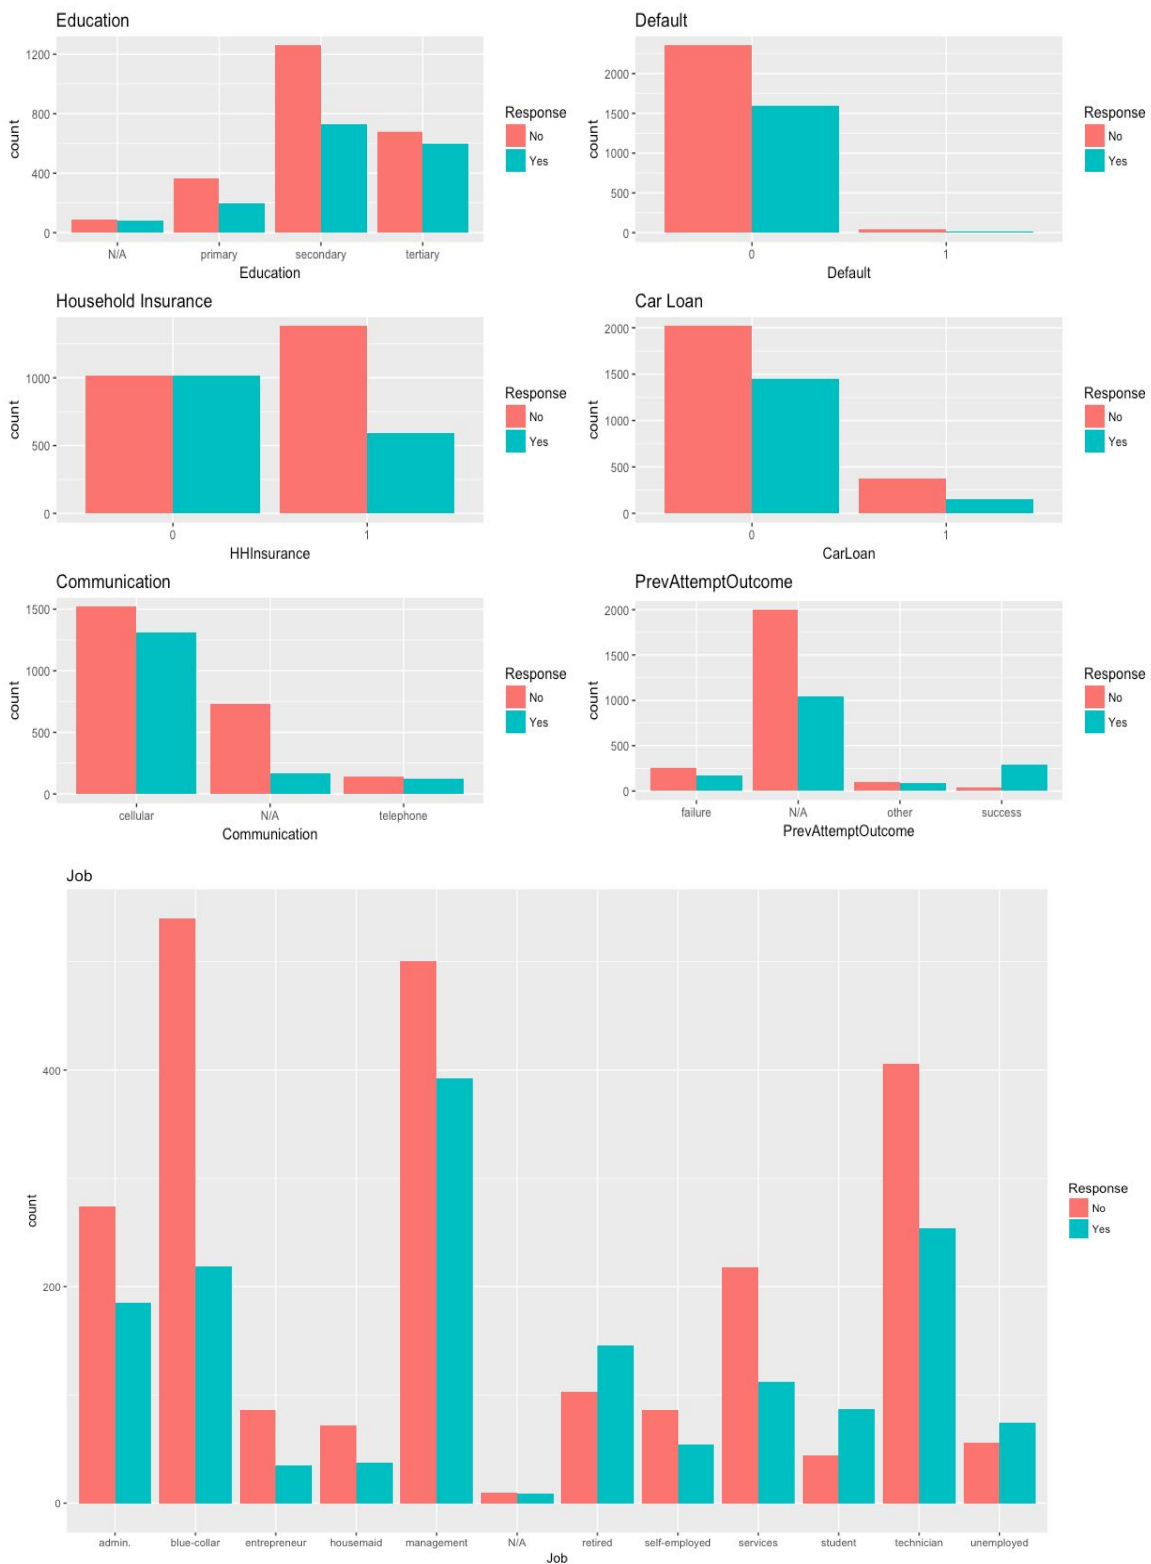 Education
1200
800
400
0
count
N/A primary secondary tertiary
Education
Response
No
Yes
Default
2000
1500
1000
500
0
count
0 1
Default
Response
No
Yes
Household Insurance
1000
500
0
count
0 1
HHInsurance
Response
No
Yes
Car Loan
2000
1500
1000
500
0
count
0 1
CarLoan
Response
No
Yes
Communication
1500
1000
500
0
count
cellular N/A telephone
Communication
Response
No
Yes
PrevAttemptOutcome
2000
1500
1000
500
0
count
failure N/A other success
PrevAttemptOutcome
Response
No
Yes
Job
400
200
0
count
admin. blue-collar entrepreneur housemaid management N/A retired self-employed services student technician unemployed
Job
Response
No
Yes